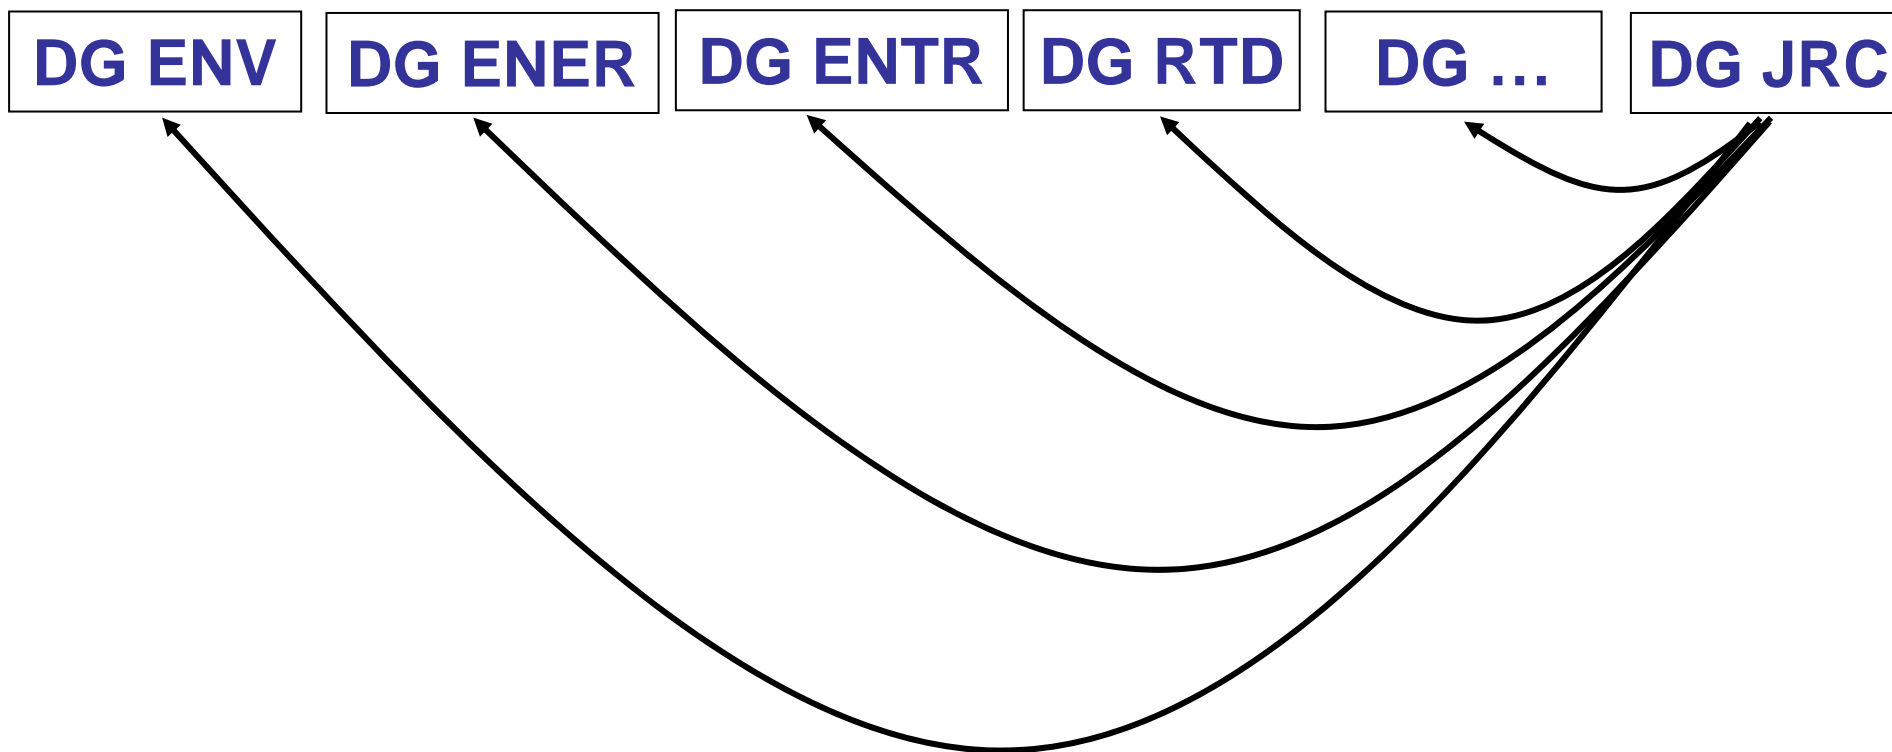 DG ENV
DG ENER
DG ENTR
DG RTD
DG …
DG JRC